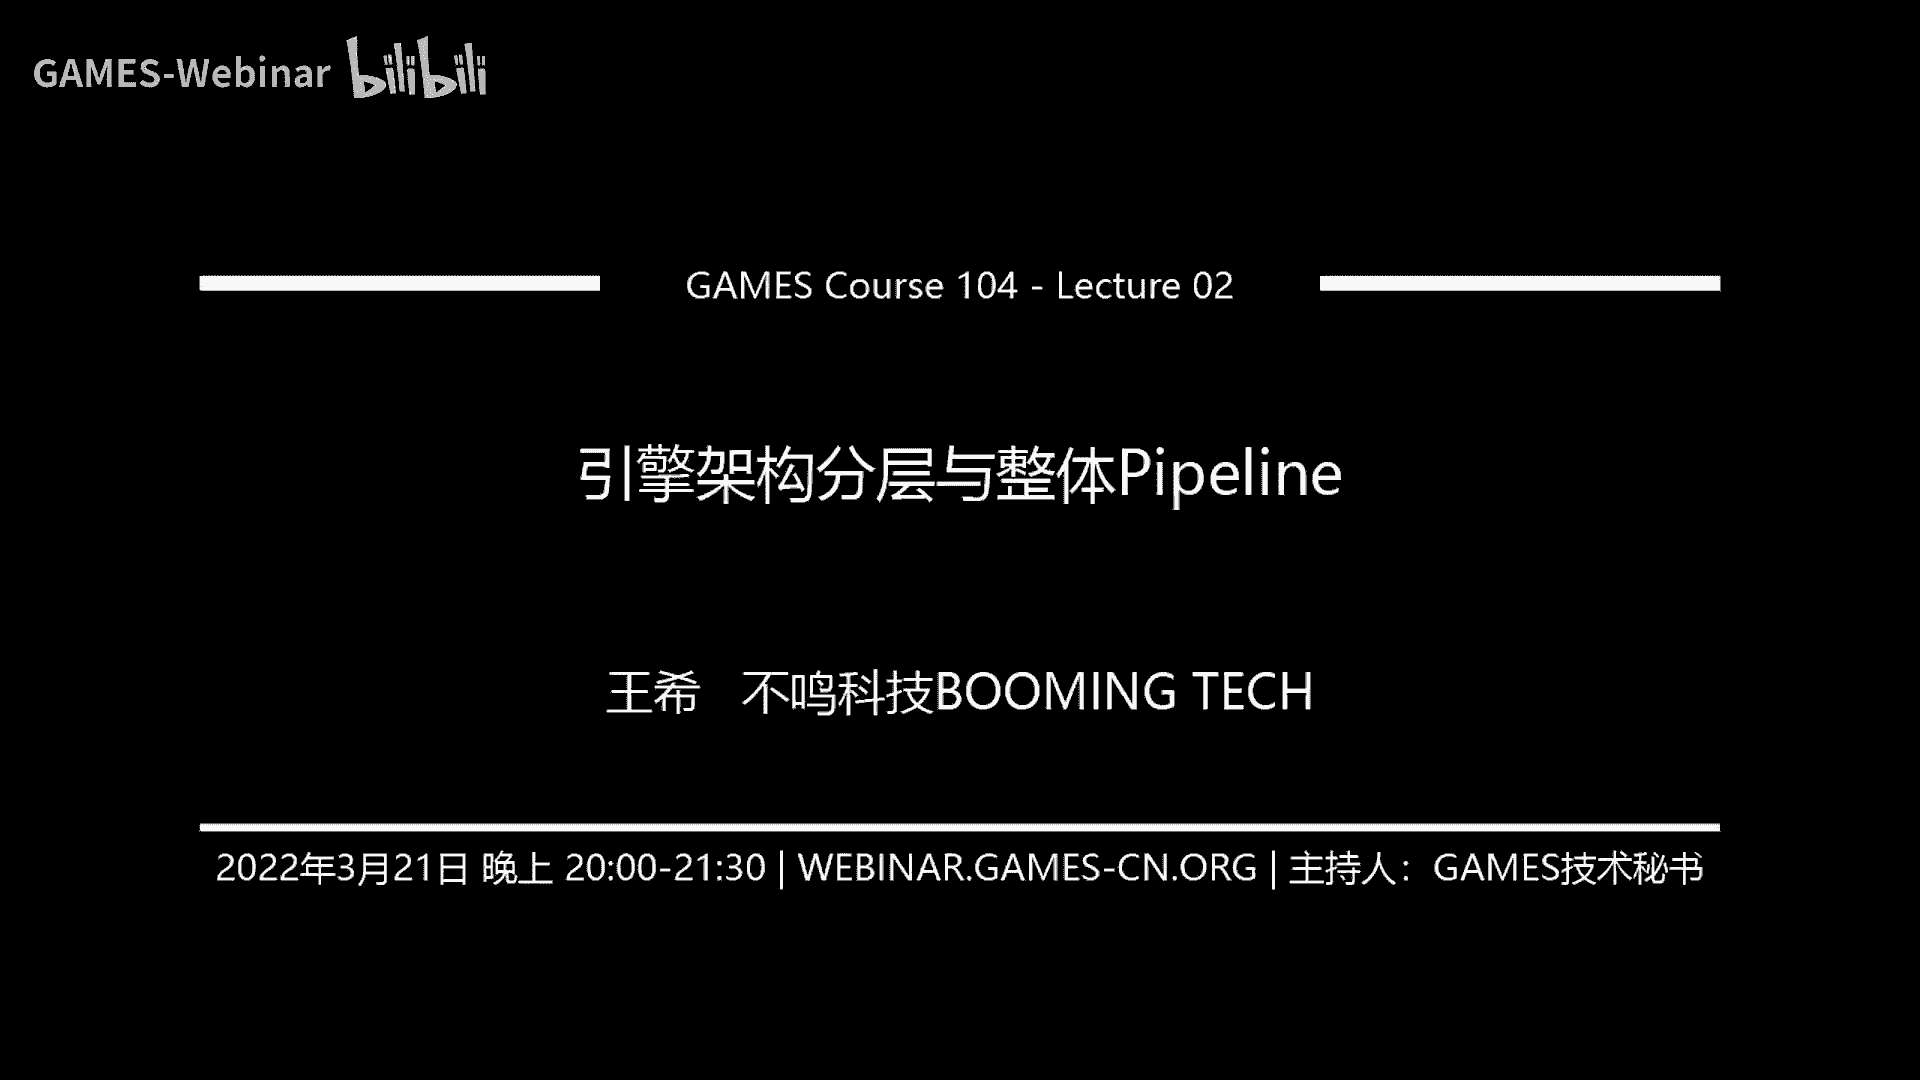 GAMES-Webinar bilibili
GAMES Course 104 - Lecture 02
引擎架构分层与整体Pipeline
王希 不鸣科技BOOMING TECH
2022年3月21日 晚上 20:00-21:30 | WEBINAR.GAMES-CN.ORG | 主持人：GAMES技术秘书